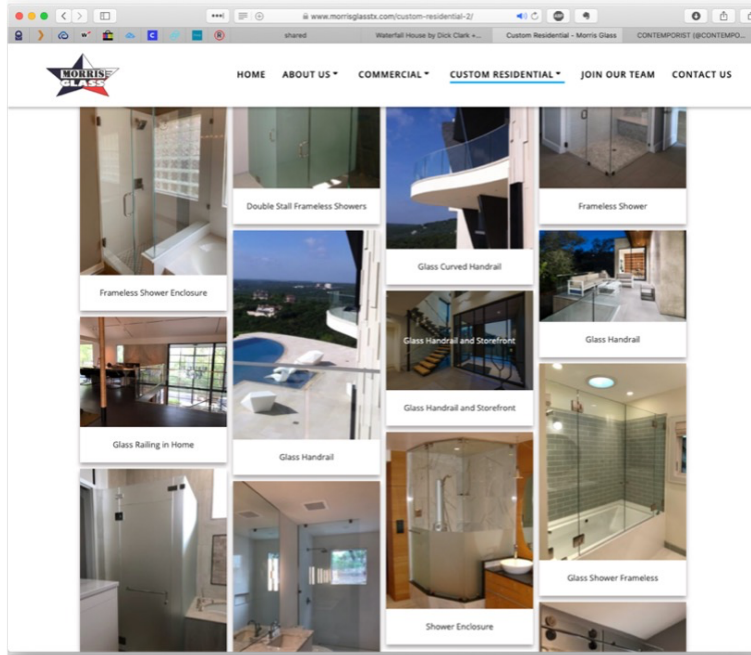 www.morrisglasstx.com/custom-residential-2/
shared
Waterfall House by Dick Clark +...
Custom Residential - Morris Glass
CONTEMPORIST (@CONTEMPO...
MORRIS
GLASS
HOME
ABOUT US
COMMERCIAL
CUSTOM RESIDENTIAL
JOIN OUR TEAM
CONTACT US
Double Stall Frameless Showers
Frameless Shower
Glass Curved Handrail
Frameless Shower Enclosure
Glass Handrail and Storefront
Glass Handrail
Glass Handrail and Storefront
Glass Railing in Home
Glass Handrail
Glass Shower Frameless
Shower Enclosure